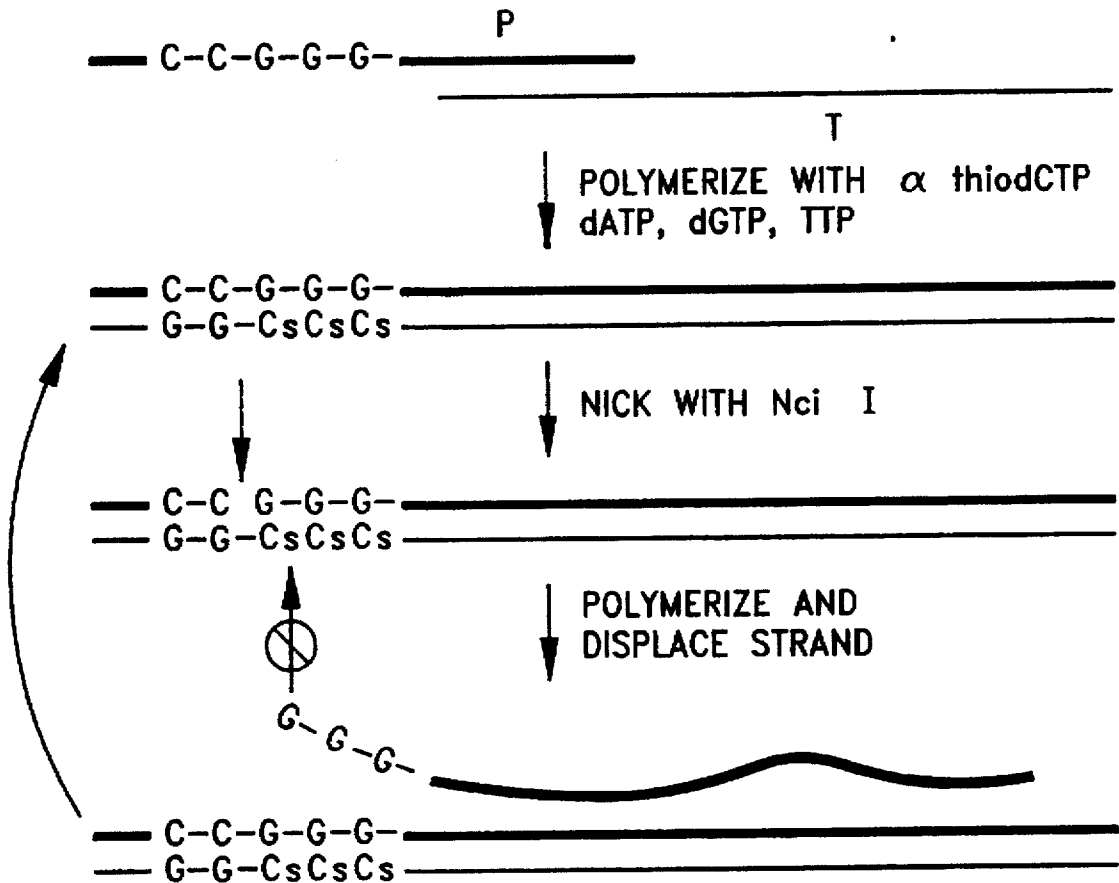 P
C-C-G-G-G-
T
POLYMERIZE WITH α thiodCTP
dATP, dGTP, TTP
C-C-G-G-G-
G-G-CsCsCs
NICK WITH Nci I
C-C G-G-G-
G-G-CsCsCs
POLYMERIZE AND
DISPLACE STRAND
G-G-G-
C-C-G-G-G-
G-G-CsCsCs